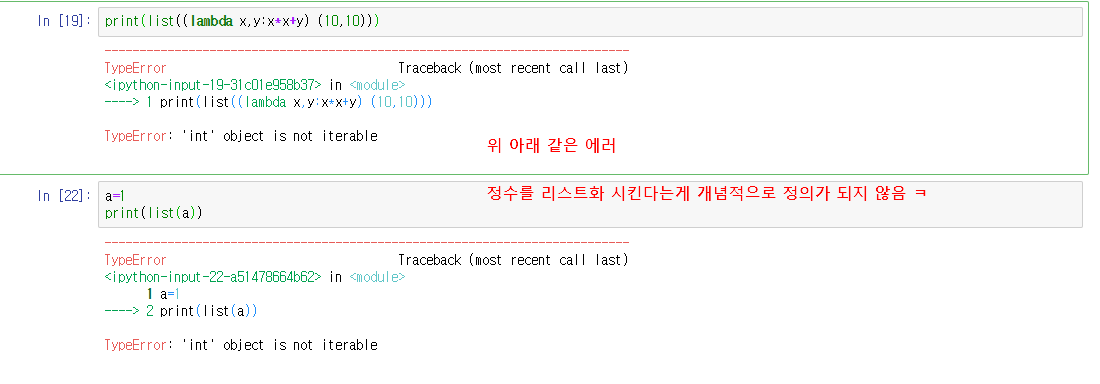 In [19]: print(list((lambda x,y:x*x+y) (10,10)))
---------------------------------------------------------------------------
TypeError                                 Traceback (most recent call last)
<ipython-input-19-31c01e958b37> in <module>
----> 1 print(list((lambda x,y:x*x+y) (10,10)))
TypeError: 'int' object is not iterable
위 아래 같은 에러
In [22]: a=1
정수를 리스트화 시킨다는게 개념적으로 정의가 되지 않음 ㅋ
print(list(a))
---------------------------------------------------------------------------
TypeError                                 Traceback (most recent call last)
<ipython-input-22-a51478664b62> in <module>
1 a=1
----> 2 print(list(a))
TypeError: 'int' object is not iterable